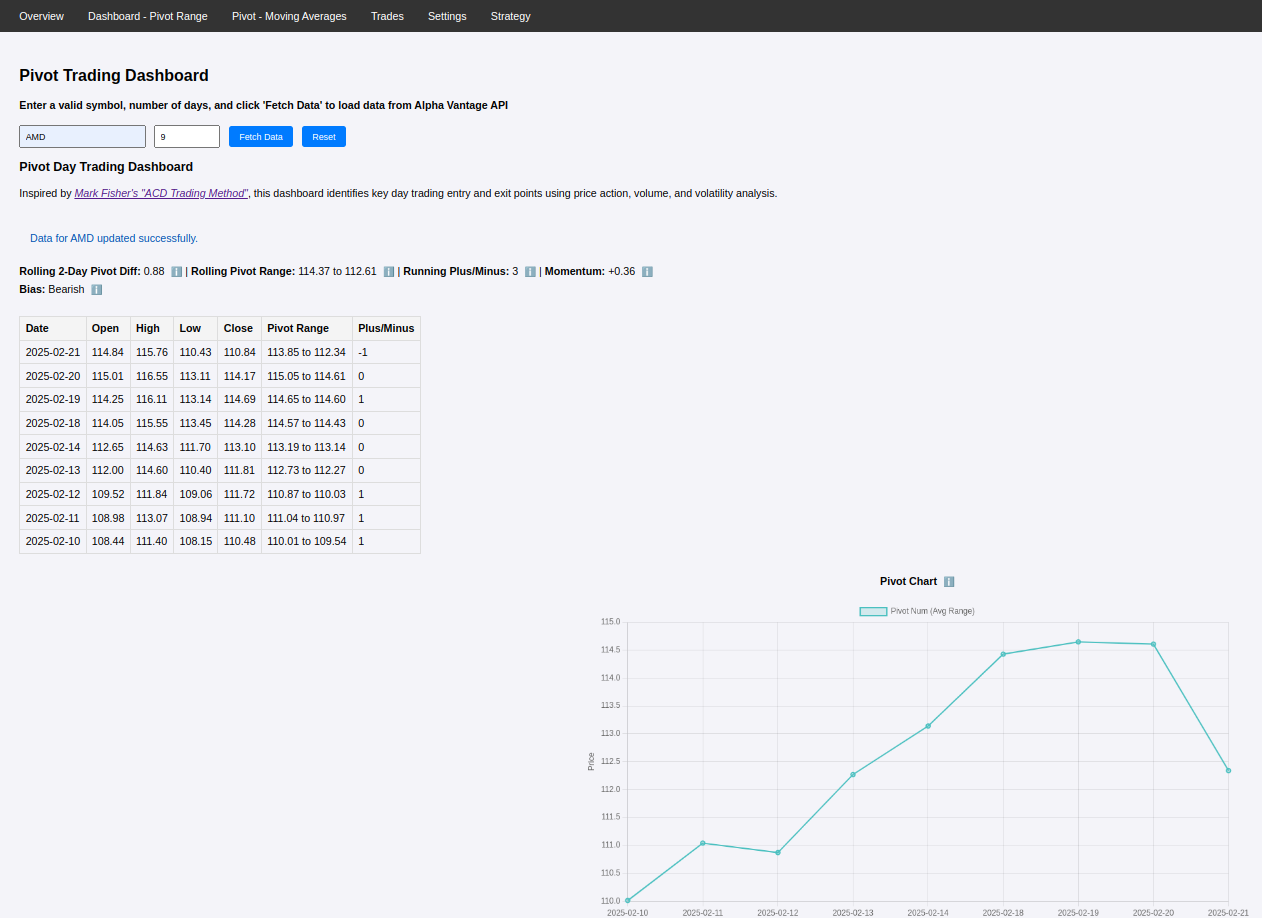 Overview Dashboard - Pivot Range Pivot - Moving Averages Trades Settings Strategy
Pivot Trading Dashboard
Enter a valid symbol, number of days, and click 'Fetch Data' to load data from Alpha Vantage API
AMD 9 Fetch Data Reset
Pivot Day Trading Dashboard
Inspired by Mark Fisher's "ACD Trading Method", this dashboard identifies key day trading entry and exit points using price action, volume, and volatility analysis.
Data for AMD updated successfully.
Rolling 2-Day Pivot Diff: 0.88 ℹ️ | Rolling Pivot Range: 114.37 to 112.61 ℹ️ | Running Plus/Minus: 3 ℹ️ | Momentum: +0.36 ℹ️
Bias: Bearish ℹ️
Date Open High Low Close Pivot Range Plus/Minus
2025-02-21 114.84 115.76 110.43 110.84 113.85 to 112.34 -1
2025-02-20 115.01 116.55 113.11 114.17 115.05 to 114.61 0
2025-02-19 114.25 116.11 113.14 114.69 114.65 to 114.60 1
2025-02-18 114.05 115.55 113.45 114.28 114.57 to 114.43 0
2025-02-14 112.65 114.63 111.70 113.10 113.19 to 113.14 0
2025-02-13 112.00 114.60 110.40 111.81 112.73 to 112.27 0
2025-02-12 109.52 111.84 109.06 111.72 110.87 to 110.03 1
2025-02-11 108.98 113.07 108.94 111.10 111.04 to 110.97 1
2025-02-10 108.44 111.40 108.15 110.48 110.01 to 109.54 1
Pivot Chart ℹ️
Pivot Num (Avg Range)
115.0
114.5
114.0
113.5
113.0
112.5
Price
112.0
111.5
111.0
110.5
110.0
2025-02-10 2025-02-11 2025-02-12 2025-02-13 2025-02-14 2025-02-18 2025-02-19 2025-02-20 2025-02-21